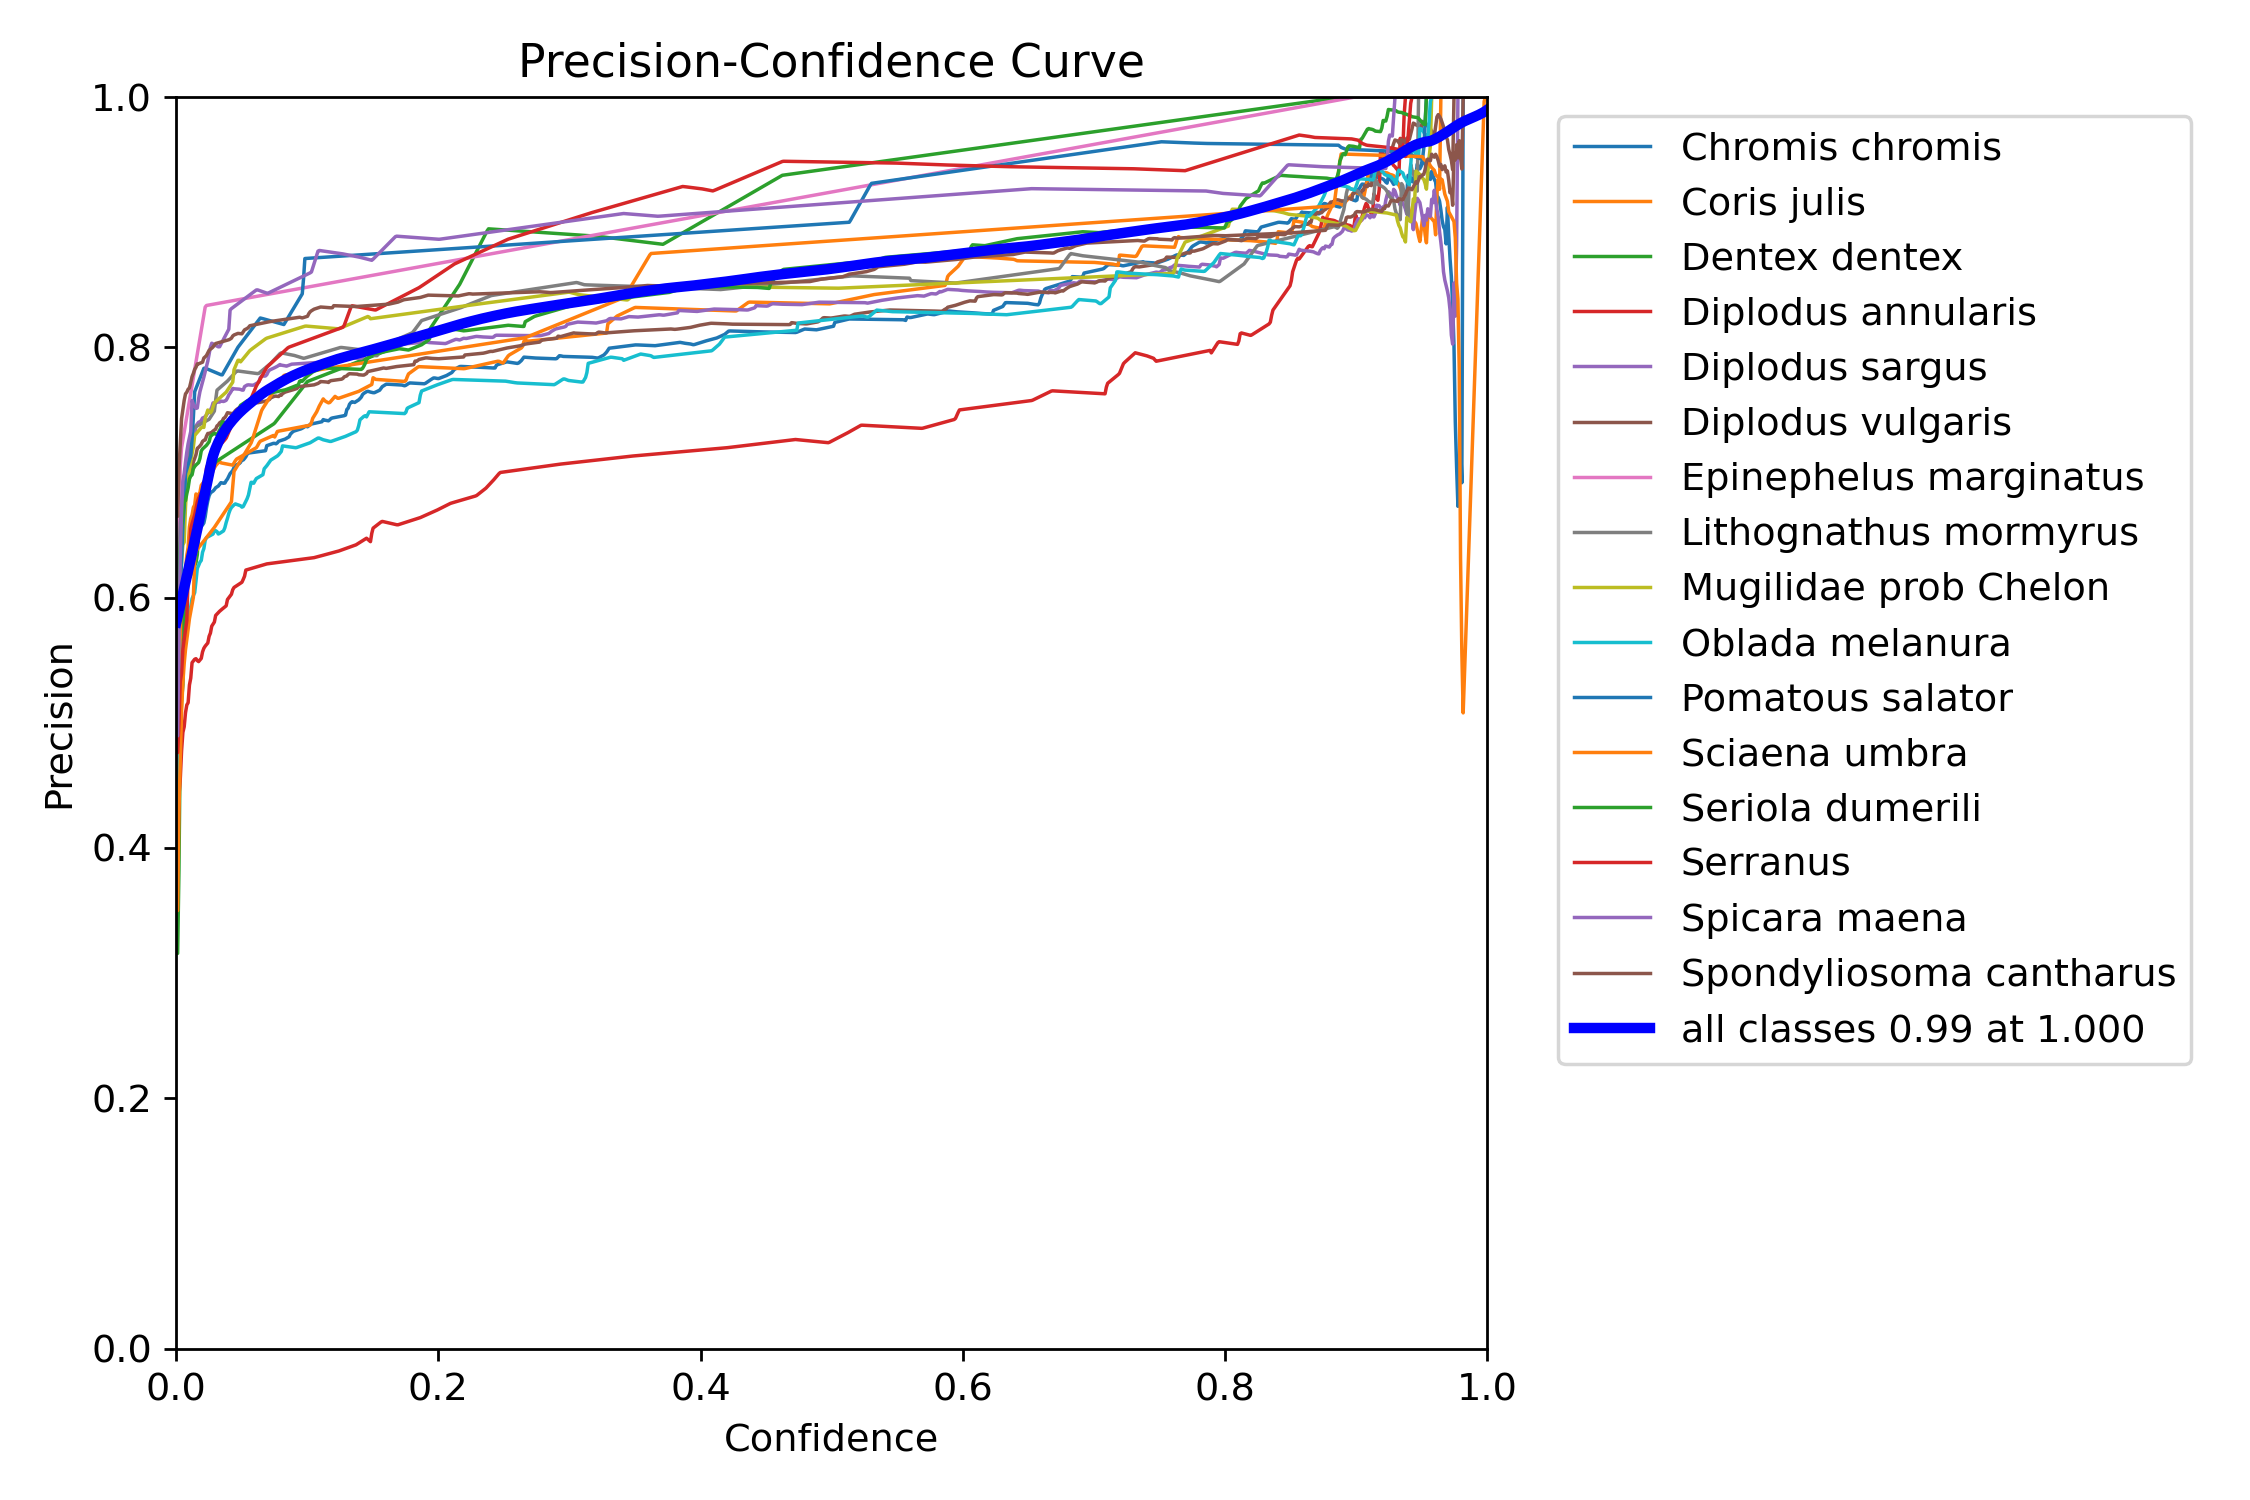 Precision-Confidence Curve
1.0
0.8
0.6
0.4
0.2
0.0
Precision
0.0 0.2 0.4 0.6 0.8 1.0
Confidence
Chromis chromis
Coris julis
Dentex dentex
Diplodus annularis
Diplodus sargus
Diplodus vulgaris
Epinephelus marginatus
Lithognathus mormyrus
Mugilidae prob Chelon
Oblada melanura
Pomatous salator
Sciaena umbra
Seriola dumerili
Serranus
Spicara maena
Spondyliosoma cantharus
all classes 0.99 at 1.000